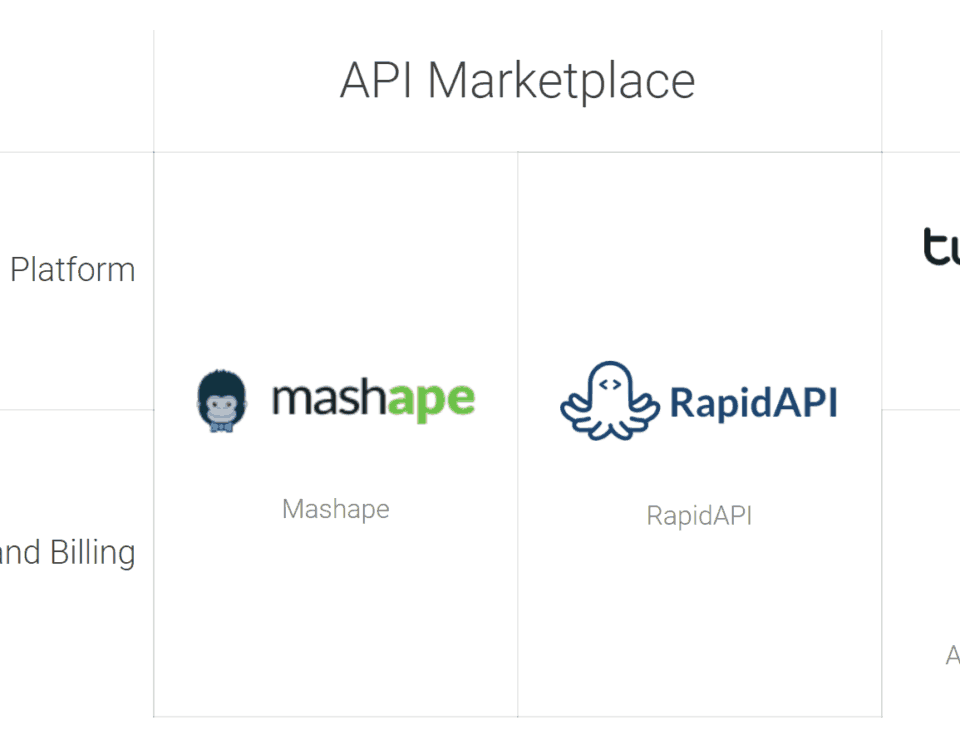 API Marketplace
Platform
mashape
RapidAPI
Mashape
RapidAPI
and Billing